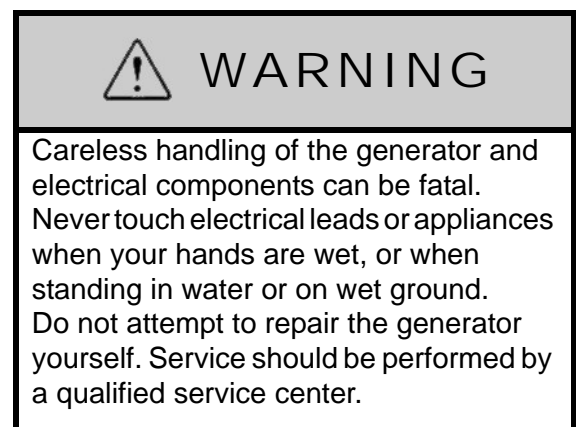 WARNING
Careless handling of the generator and
electrical components can be fatal.
Never touch electrical leads or appliances
when your hands are wet, or when
standing in water or on wet ground.
Do not attempt to repair the generator
yourself. Service should be performed by
a qualified service center.